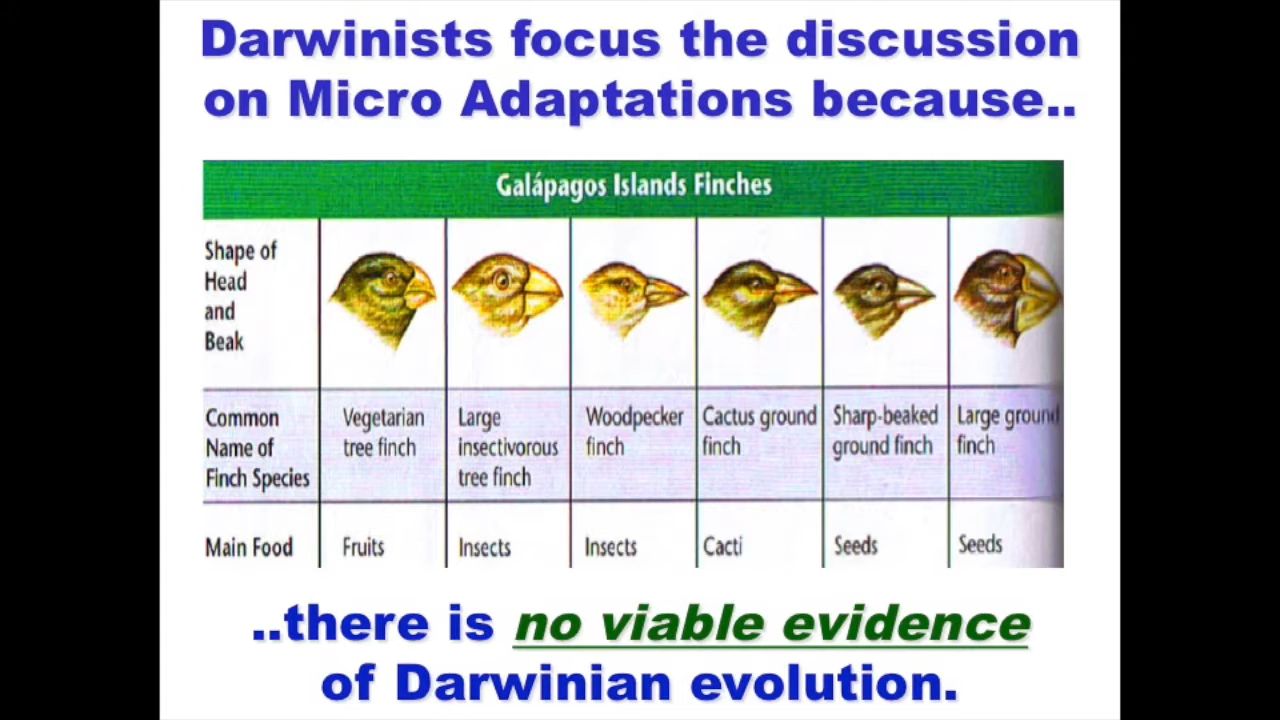 Darwinists focus the discussion
on Micro Adaptations because..
Galápagos Islands Finches
Shape of
Head
and
Beak
Common
Name of
Finch Species
Vegetarian
tree finch
Large
insectivorous
tree finch
Woodpecker
finch
Cactus ground
finch
Sharp-beaked
ground finch
Large ground
finch
Main Food
Fruits
Insects
Insects
Cacti
Seeds
Seeds
..there is no viable evidence
of Darwinian evolution.